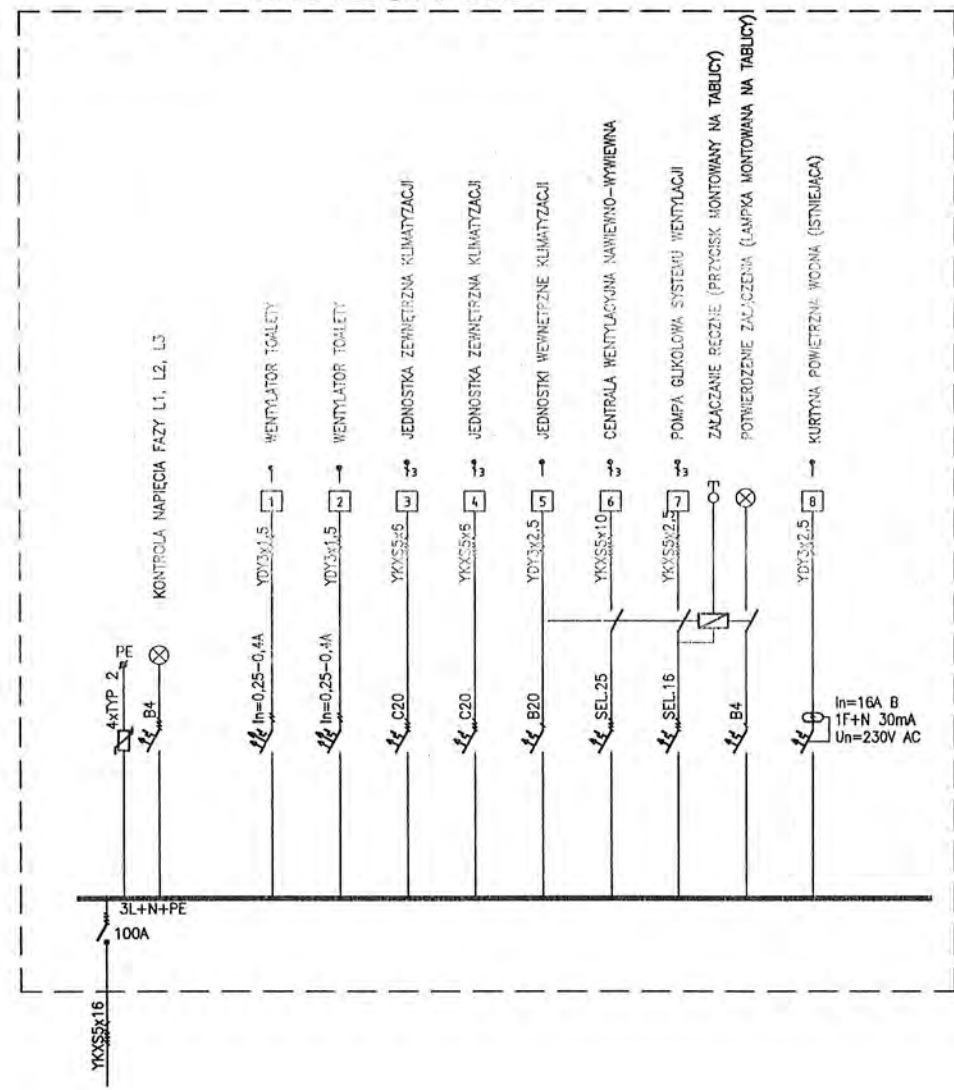 4xTYP 2
PE
B4
KONTROLA NAPIĘCIA FAZY L1, L2, L3
In=0,25-0,4A
YDY3x1,5
1
WENTYLATOR TOALETY
In=0,25-0,4A
YDY3x1,5
2
WENTYLATOR TOALETY
C20
YKXS5x6
3
3
JEDNOSTKA ZEWNĘTRZNA KLIMATYZACJI
C20
YKXS5x6
4
3
JEDNOSTKA ZEWNĘTRZNA KLIMATYZACJI
B20
YDY3x2,5
5
JEDNOSTKI WEWNĘTRZNE KLIMATYZACJI
SEL.25
YKXS5x10
6
3
CENTRALA WENTYLACYJNA NAWIEWNO-WYWIEWNA
SEL.16
YKXS5x2,5
7
3
POMPA GLIKOLOWA SYSTEMU WENTYLACJI
ZAŁĄCZANIE RĘCZNE (PRZYCISK MONTOWANY NA TABLICY)
B4
POTWIERDZENIE ZAŁĄCZENIA (LAMPKA MONTOWANA NA TABLICY)
In=16A B
1F+N 30mA
Un=230V AC
YDY3x2,5
8
KURTYNA POWIETRZNA WODNA (ISTNIEJĄCA)
3L+N+PE
100A
YKXS5x16